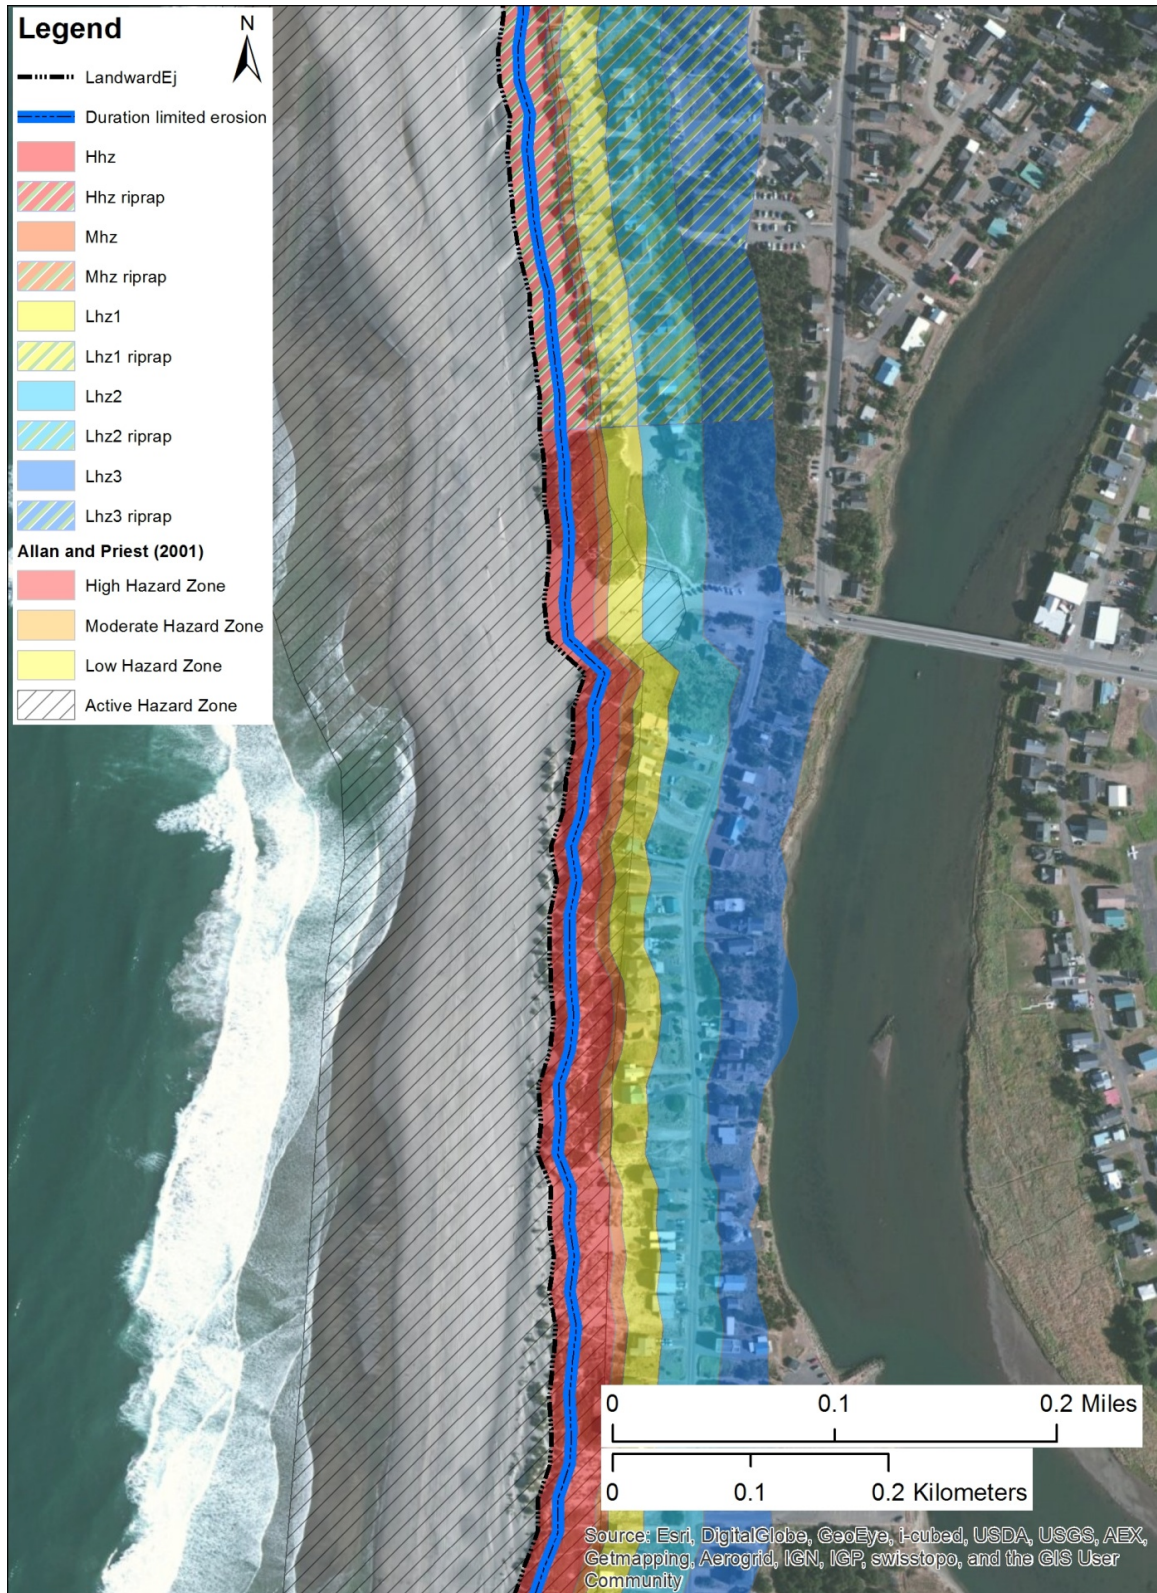 Legend
N
LandwardEj
Duration limited erosion
Hhz
Hhz riprap
Mhz
Mhz riprap
Lhz1
Lhz1 riprap
Lhz2
Lhz2 riprap
Lhz3
Lhz3 riprap
Allan and Priest (2001)
High Hazard Zone
Moderate Hazard Zone
Low Hazard Zone
Active Hazard Zone
0 0.1 0.2 Miles
0 0.1 0.2 Kilometers
Source: Esri, DigitalGlobe, GeoEye, i-cubed, USDA, USGS, AEX,
Getmapping, Aerogrid, IGN, IGP, swisstopo, and the GIS User
Community